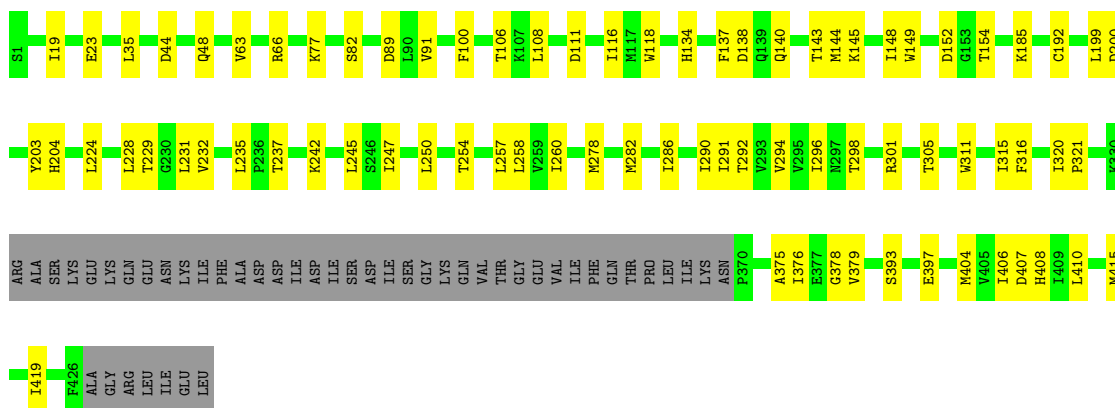 S1 I19 E23 L35 D44 Q48 V63 R66 K77 S82 D89 L90 V91 F100 T106 K107 L108 D111 I116 M117 W118 H134 F137 D138 Q139 Q140 T143 M144 K145 I148 W149 D152 G153 T154 K185 C192 L199
Y203 H204 L224 L228 T229 G230 L231 V232 L235 P236 T237 K242 L245 S246 I247 L250 T254 L257 L258 V259 I260 M278 M282 I286 I290 I291 T292 V293 V294 V295 I296 N297 T298 R301 T305 W311 I315 F316 I320 P321 K330
ARG ALA SER LYS GLU LYS GLN GLU ASN LYS ILE PHE ALA ASP ASP ILE ASP ILE SER ASP ILE SER GLY LYS GLN VAL THR GLY GLU VAL ILE PHE GLN THR PRO LEU ILE LYS ASN P370 A375 I376 E377 G378 V379 S393 E397 M404 V405 I406 D407 H408 I409 L410 M415
I419 F426 ALA GLY ARG LEU ILE GLU LEU